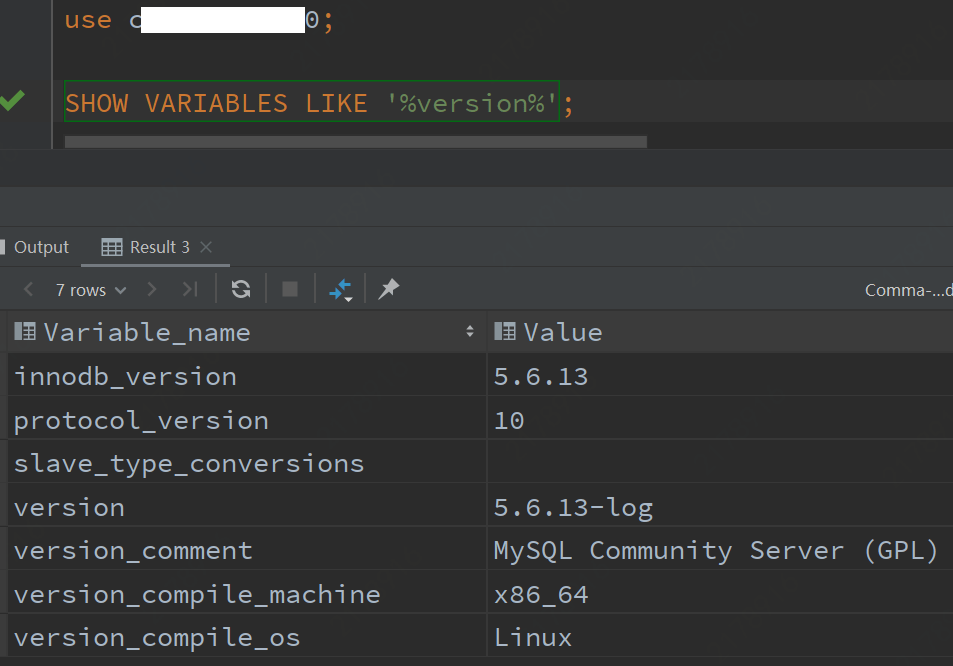 use c 0;
SHOW VARIABLES LIKE '%version%';
Output Result 3
7 rows Comma-...d
Variable_name Value
innodb_version 5.6.13
protocol_version 10
slave_type_conversions
version 5.6.13-log
version_comment MySQL Community Server (GPL)
version_compile_machine x86_64
version_compile_os Linux